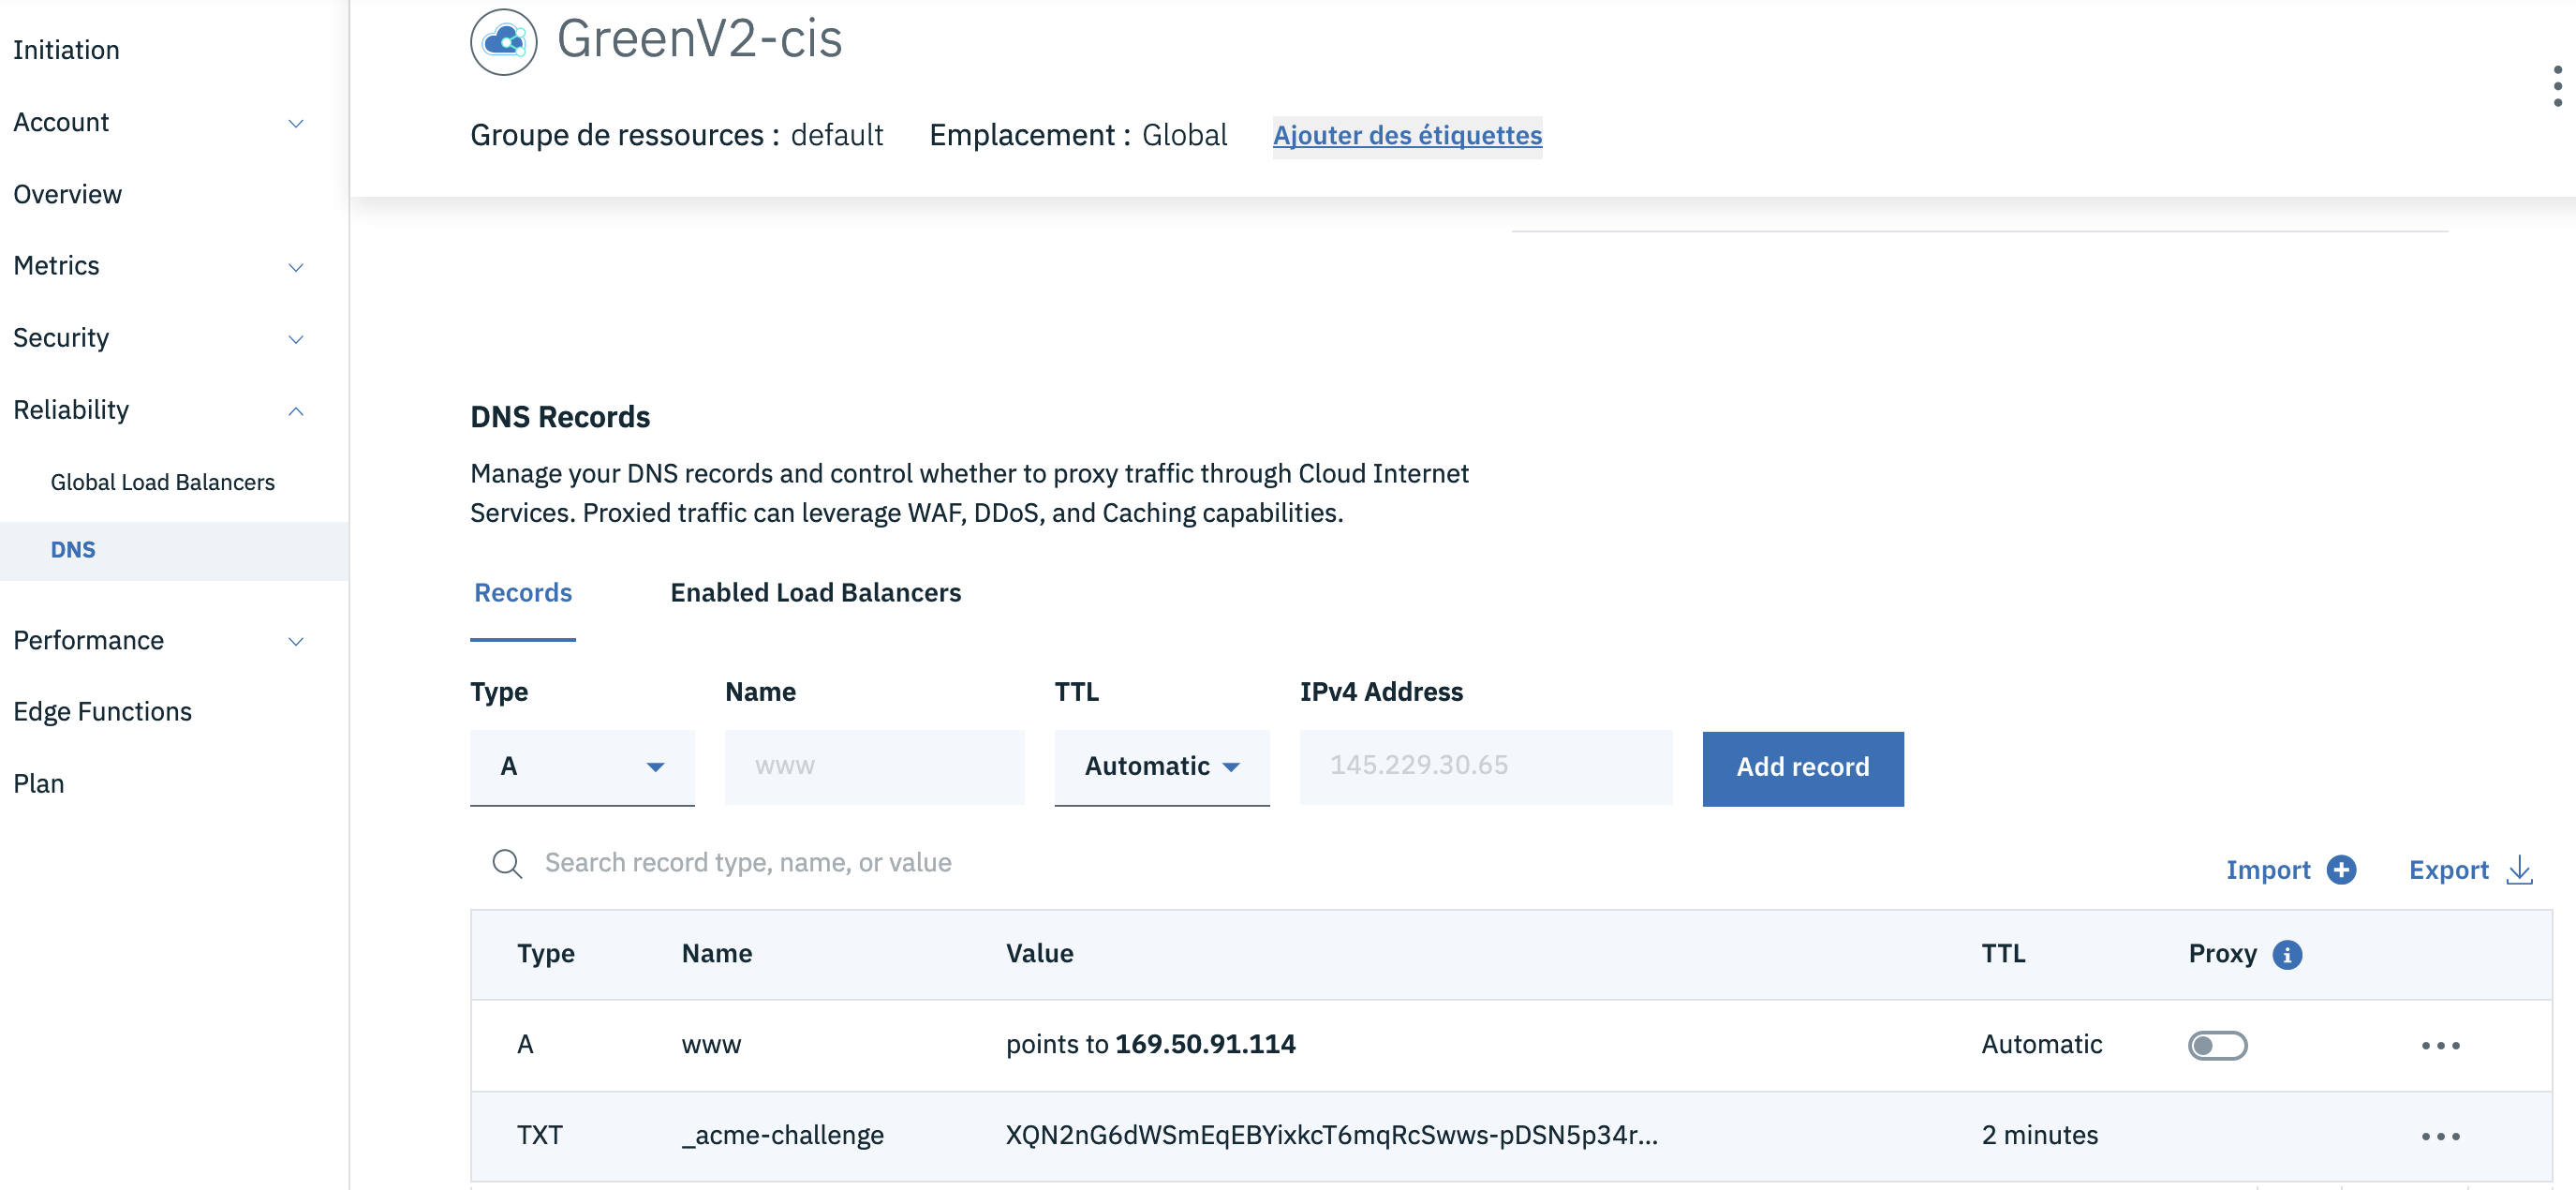 Initiation
Account
Overview
Metrics
Security
Reliability
Global Load Balancers
DNS
Performance
Edge Functions
Plan
GreenV2-cis
Groupe de ressources : default Emplacement : Global Ajouter des étiquettes
DNS Records
Manage your DNS records and control whether to proxy traffic through Cloud Internet
Services. Proxied traffic can leverage WAF, DDoS, and Caching capabilities.
Records Enabled Load Balancers
Type Name TTL IPv4 Address
A www Automatic 145.229.30.65 Add record
Search record type, name, or value
Import Export
Type Name Value TTL Proxy
A www points to 169.50.91.114 Automatic
TXT _acme-challenge XQN2nG6dWSmEqEBYixkcT6mqRcSwws-pDSN5p34r... 2 minutes